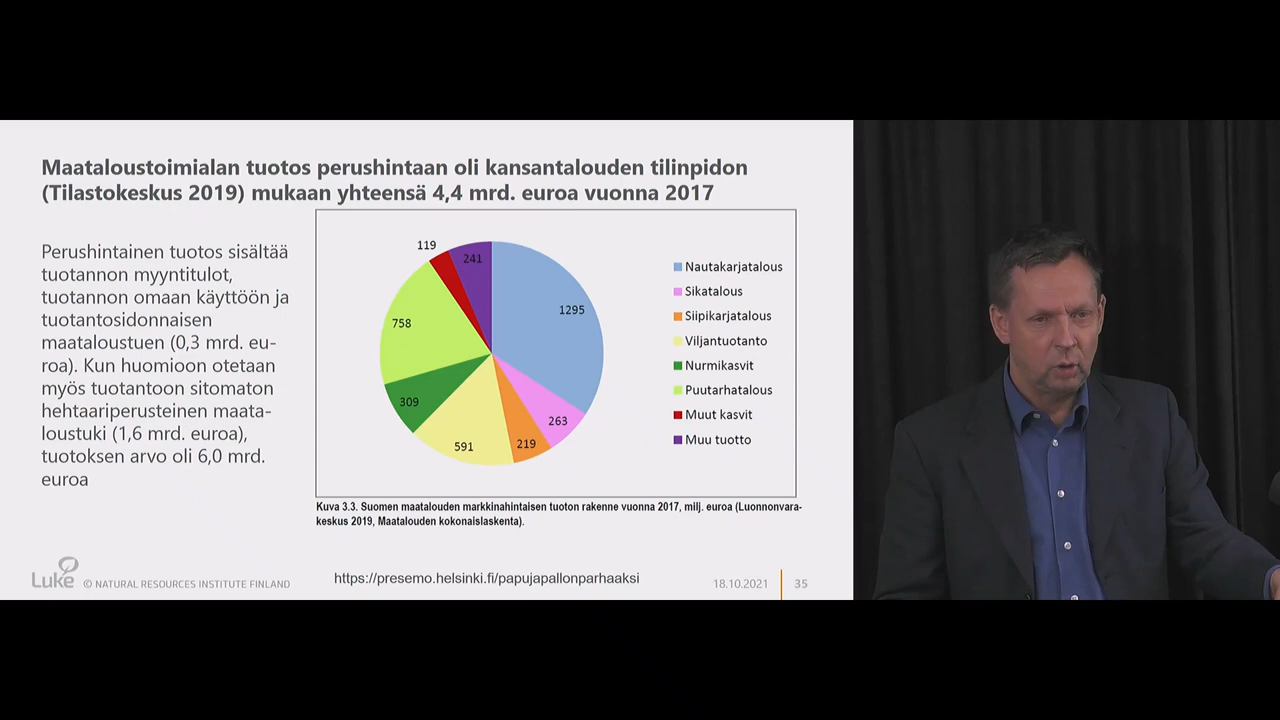 Maataloustoimialan tuotos perushintaan oli kansantalouden tilinpidon
(Tilastokeskus 2019) mukaan yhteensä 4,4 mrd. euroa vuonna 2017
Perushintainen tuotos sisältää
tuotannon myyntitulot,
tuotannon omaan käyttöön ja
tuotantosidonnaisen
maataloustuen (0,3 mrd. eu-
roa). Kun huomioon otetaan
myös tuotantoon sitomaton
hehtaariperusteinen maata-
loustuki (1,6 mrd. euroa),
tuotoksen arvo oli 6,0 mrd.
euroa
119
241
1295
758
309
591
219
263
Nautakarjatalous
Sikatalous
Siipikarjatalous
Viljantuotanto
Nurmikasvit
Puutarhatalous
Muut kasvit
Muu tuotto
Kuva 3.3. Suomen maatalouden markkinahintaisen tuoton rakenne vuonna 2017, milj. euroa (Luonnonvara-
keskus 2019, Maatalouden kokonaislaskenta).
Luke
© NATURAL RESOURCES INSTITUTE FINLAND
https://presemo.helsinki.fi/papujapallonparhaaksi
18.10.2021
35